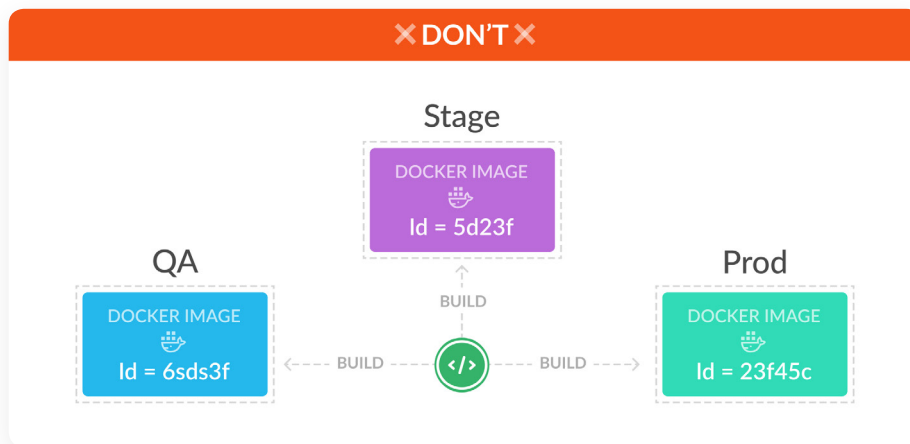 ✕ DON'T ✕
Stage
DOCKER IMAGE
Id = 5d23f
QA
DOCKER IMAGE
Id = 6sds3f
Prod
DOCKER IMAGE
Id = 23f45c
BUILD
BUILD
</>
BUILD